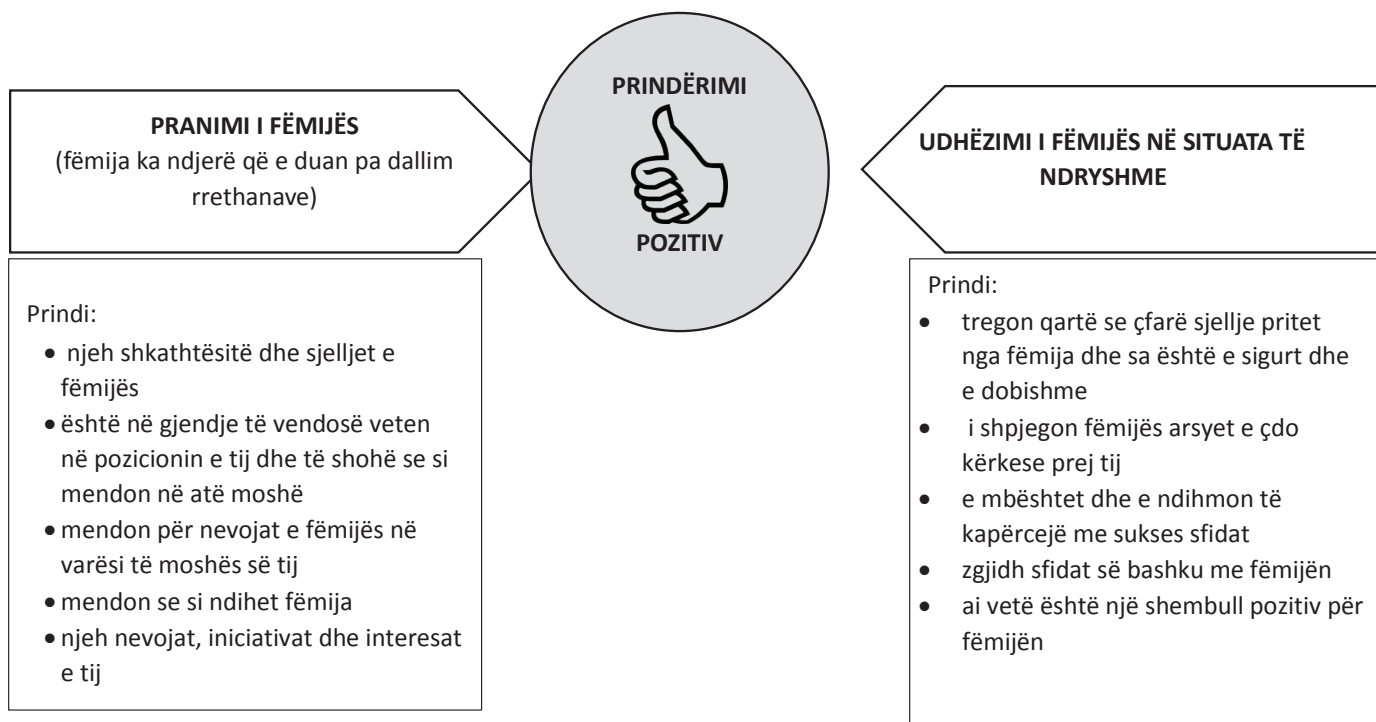 PRINDËRIMI
POZITIV
PRANIMI I FËMIJËS
(fëmija ka ndjerë që e duan pa dallim
rrethanave)
Prindi:
• njeh shkathtësitë dhe sjelljet e
fëmijës
• është në gjendje të vendosë veten
në pozicionin e tij dhe të shohë se si
mendon në atë moshë
• mendon për nevojat e fëmijës në
varësi të moshës së tij
• mendon se si ndihet fëmija
• njeh nevojat, iniciativat dhe interesat
e tij
UDHËZIMI I FËMIJËS NË SITUATA TË
NDRYSHME
Prindi:
• tregon qartë se çfarë sjellje pritet
nga fëmija dhe sa është e sigurt dhe
e dobishme
• i shpjegon fëmijës arsyet e çdo
kërkese prej tij
• e mbështet dhe e ndihmon të
kapërcejë me sukses sfidat
• zgjidh sfidat së bashku me fëmijën
• ai vetë është një shembull pozitiv për
fëmijën